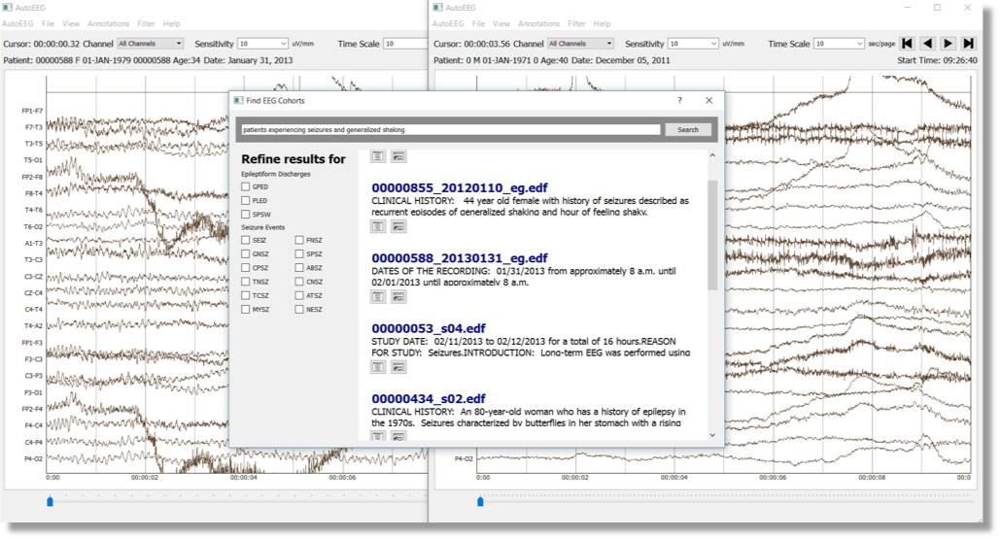 AutoEEG
AutoEEG File View Annotations Filter Help
Cursor: 00:00:00.32 Channel All Channels Sensitivity 10 uV/mm Time Scale 10
Patient: 00000588 F 01-JAN-1979 00000588 Age:34 Date: January 31, 2013
FP1-F7
F7-T3
T3-T5
T5-O1
FP2-F8
F8-T4
T4-T6
T6-O2
A1-T3
T3-C3
C3-CZ
CZ-C4
C4-T4
T4-A2
FP1-F3
F3-C3
C3-P3
P3-O1
FP2-F4
F4-C4
C4-P4
P4-O2
0:00 00:00:02 00:00:04 00:00:06
AutoEEG
AutoEEG File View Annotations Filter Help
Cursor: 00:00:03.56 Channel All Channels Sensitivity 10 uV/mm Time Scale 10 sec/page
Patient: 0 M 01-JAN-1971 0 Age:40 Date: December 05, 2011 Start Time: 09:26:40
P4-O2
0:00 00:00:02 00:00:04 00:00:06 00:00:08 00:0
Find EEG Cohorts ?
patients experiencing seizures and generalized shaking Search
Refine results for
Epileptiform Discharges
GPED
PLED
SPSW
Seizure Events
SEIZ FNSZ
GNSZ SPSZ
CPSZ ABSZ
TNSZ CNSZ
TCSZ ATSZ
MYSZ NESZ
00000855_20120110_eg.edf
CLINICAL HISTORY: 44 year old female with history of seizures described as
recurrent episodes of generalized shaking and hour of feeling shaky.
00000588_20130131_eg.edf
DATES OF THE RECORDING: 01/31/2013 from approximately 8 a.m. until
02/01/2013 until approximately 8 a.m.
00000053_s04.edf
STUDY DATE: 02/11/2013 to 02/12/2013 for a total of 16 hours.REASON
FOR STUDY: Seizures.INTRODUCTION: Long-term EEG was performed using
00000434_s02.edf
CLINICAL HISTORY: An 80-year-old woman who has a history of epilepsy in
the 1970s. Seizures characterized by butterflies in her stomach with a rising